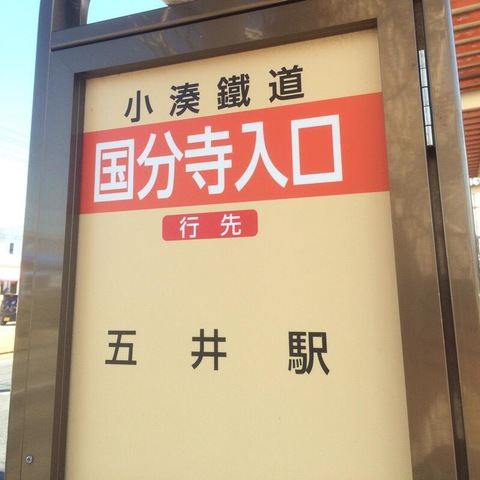 小湊鐵道
国分寺入口
行先
五井駅